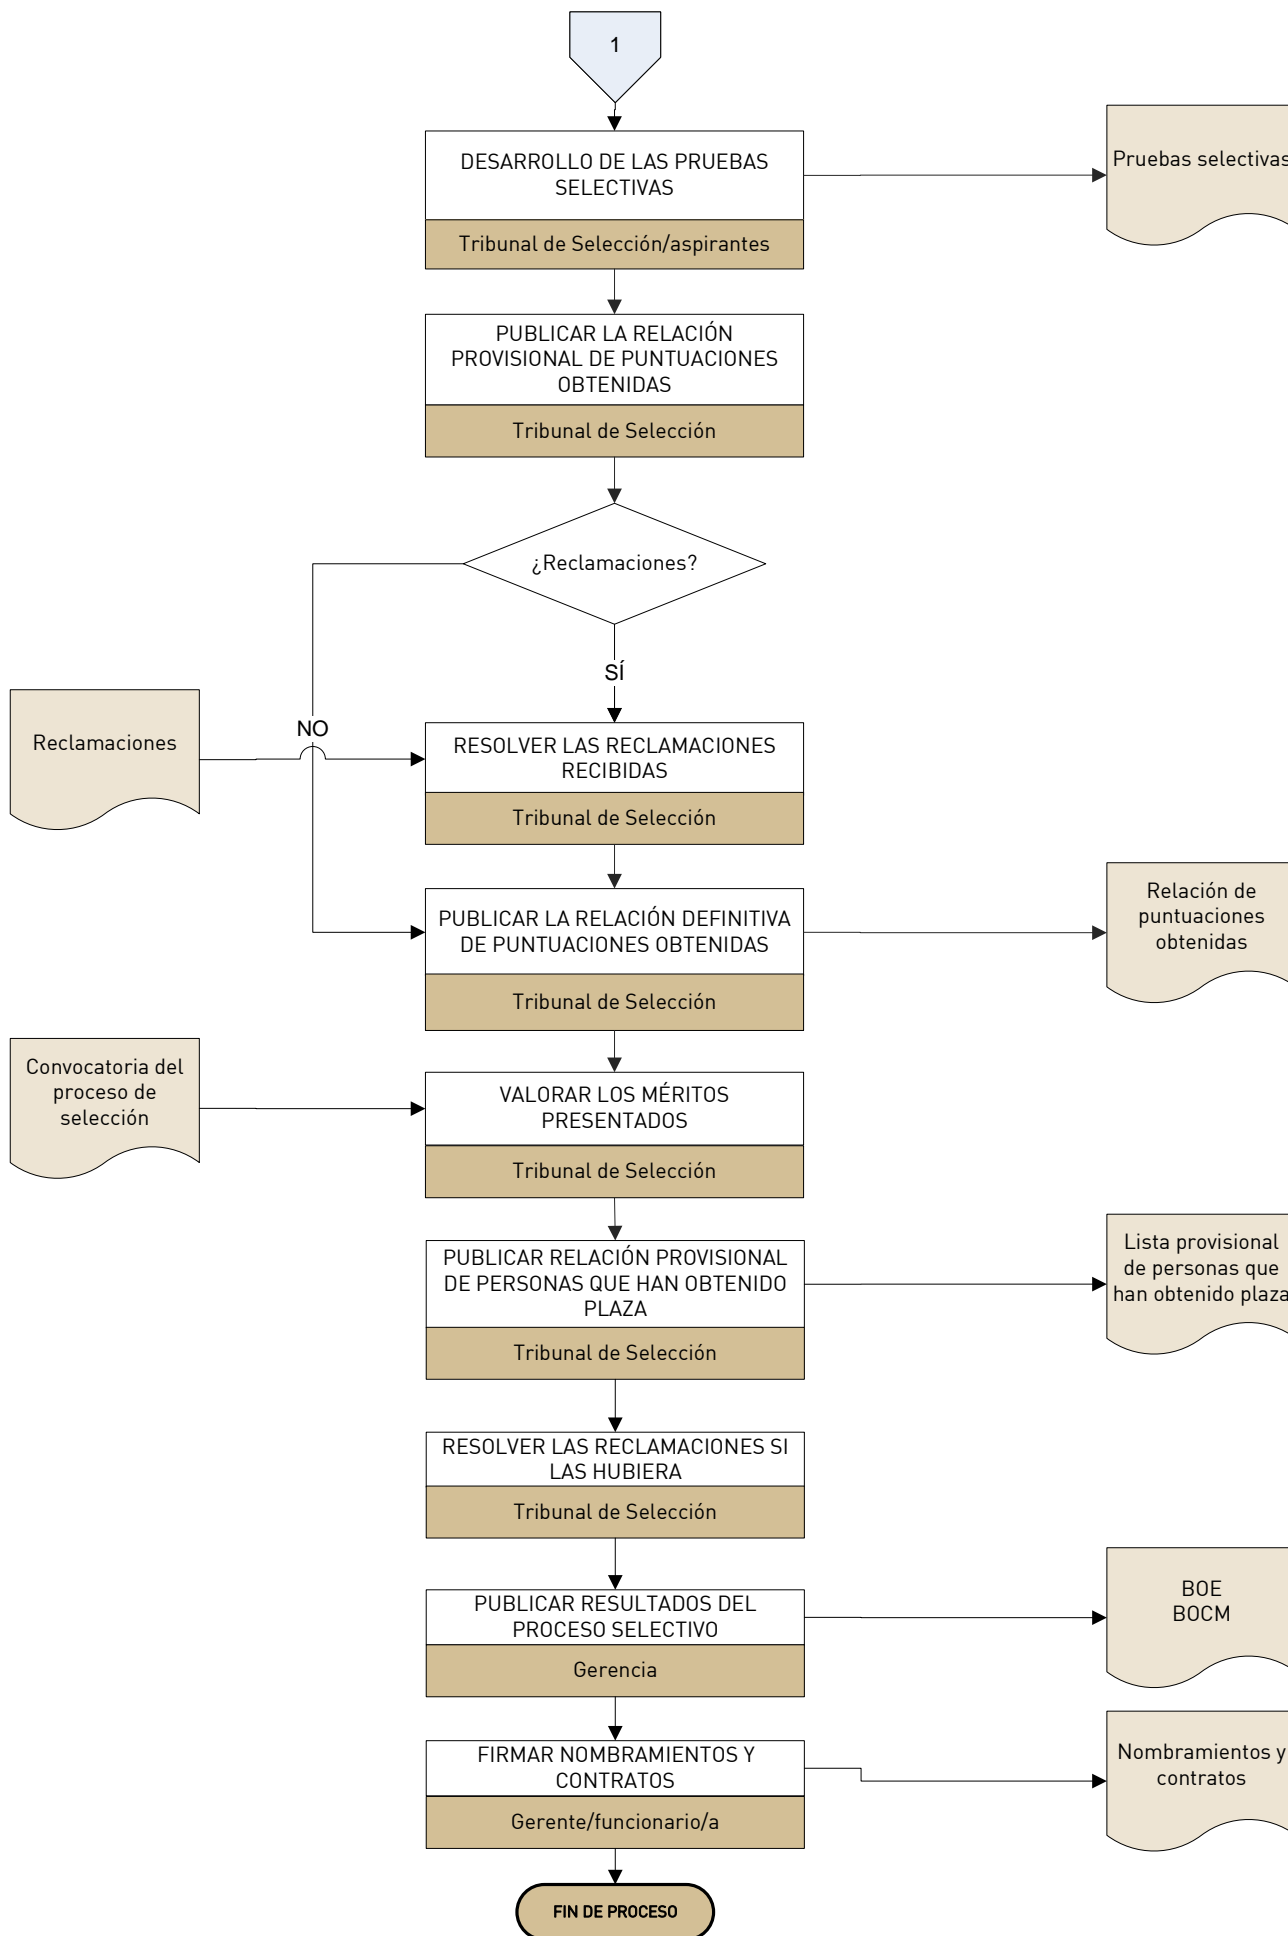 1
DESARROLLO DE LAS PRUEBAS
SELECTIVAS
Tribunal de Selección/aspirantes
Pruebas selectivas
PUBLICAR LA RELACIÓN
PROVISIONAL DE PUNTUACIONES
OBTENIDAS
Tribunal de Selección
¿Reclamaciones?
SÍ
NO
Reclamaciones
RESOLVER LAS RECLAMACIONES
RECIBIDAS
Tribunal de Selección
PUBLICAR LA RELACIÓN DEFINITIVA
DE PUNTUACIONES OBTENIDAS
Tribunal de Selección
Relación de
puntuaciones
obtenidas
Convocatoria del
proceso de
selección
VALORAR LOS MÉRITOS
PRESENTADOS
Tribunal de Selección
PUBLICAR RELACIÓN PROVISIONAL
DE PERSONAS QUE HAN OBTENIDO
PLAZA
Tribunal de Selección
Lista provisional
de personas que
han obtenido plaza
RESOLVER LAS RECLAMACIONES SI
LAS HUBIERA
Tribunal de Selección
PUBLICAR RESULTADOS DEL
PROCESO SELECTIVO
Gerencia
BOE
BOCM
FIRMAR NOMBRAMIENTOS Y
CONTRATOS
Gerente/funcionario/a
Nombramientos y
contratos
FIN DE PROCESO